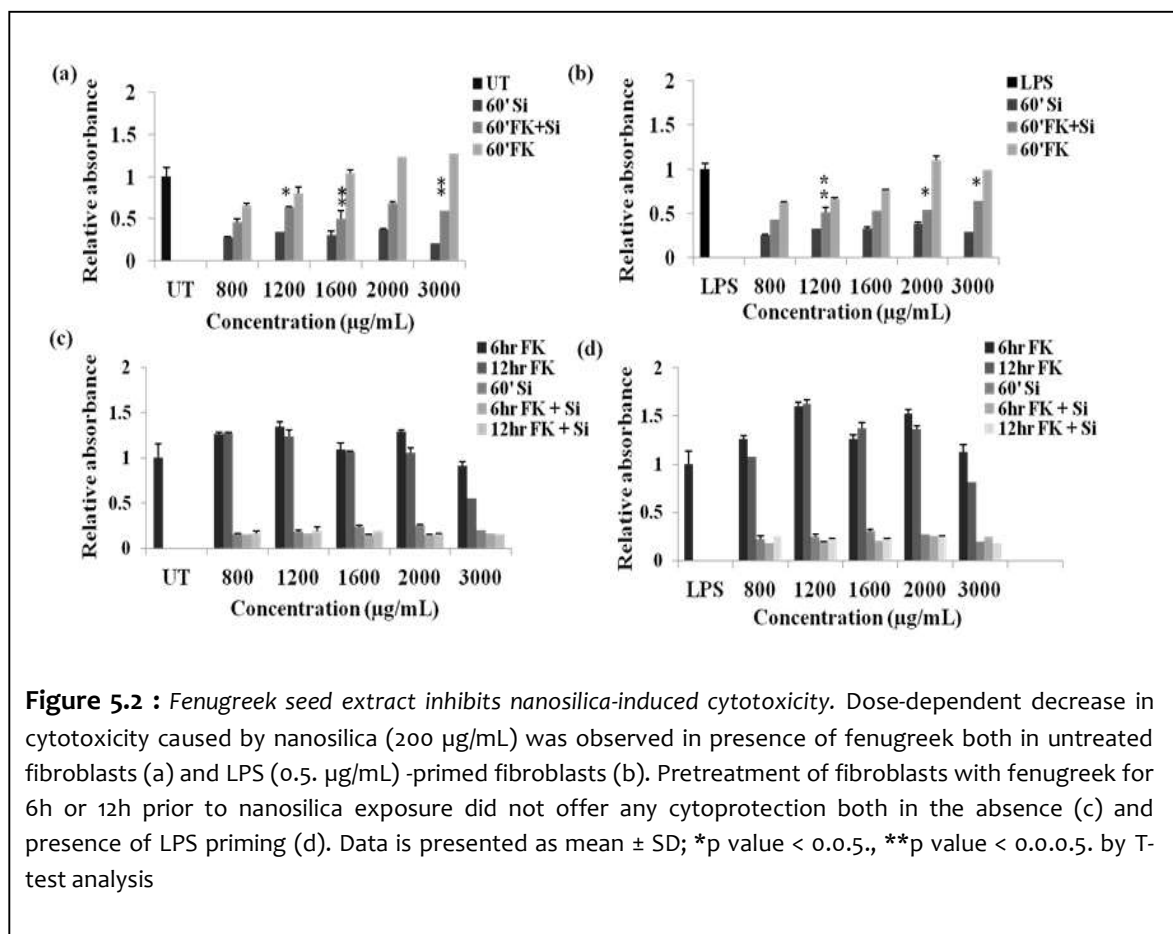 (a)
UT
60' Si
60'FK+Si
60'FK
Relative absorbance
2
1.5
1
0.5
0
*
**
**
UT 800 1200 1600 2000 3000
Concentration (µg/mL)
(b)
LPS
60' Si
60'FK+Si
60'FK
Relative absorbance
2
1.5
1
0.5
0
**
*
*
LPS 800 1200 1600 2000 3000
Concentration (µg/mL)
(c)
6hr FK
12hr FK
60' Si
6hr FK + Si
12hr FK + Si
Relative absorbance
2
1.5
1
0.5
0
UT 800 1200 1600 2000 3000
Concentration (µg/mL)
(d)
6hr FK
12hr FK
60' Si
6hr FK + Si
12hr FK + Si
Relative absorbance
2
1.5
1
0.5
0
LPS 800 1200 1600 2000 3000
Concentration (µg/mL)
Figure 5.2 : Fenugreek seed extract inhibits nanosilica-induced cytotoxicity. Dose-dependent decrease in
cytotoxicity caused by nanosilica (200 µg/mL) was observed in presence of fenugreek both in untreated
fibroblasts (a) and LPS (0.5. µg/mL) -primed fibroblasts (b). Pretreatment of fibroblasts with fenugreek for
6h or 12h prior to nanosilica exposure did not offer any cytoprotection both in the absence (c) and
presence of LPS priming (d). Data is presented as mean ± SD; *p value < 0.0.5., **p value < 0.0.0.5. by T-
test analysis